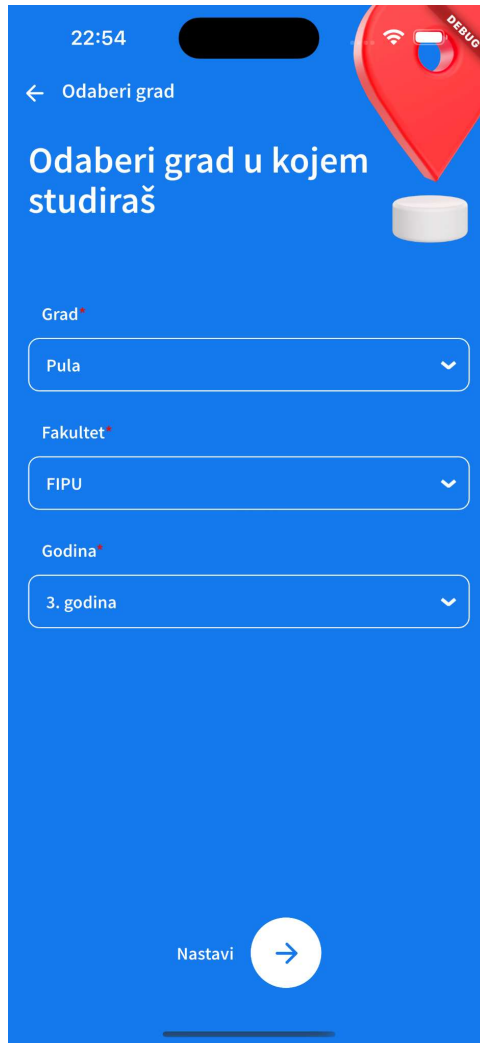 22:54
DEBUG
Odaberi grad
Odaberi grad u kojem
studiraš
Grad*
Pula
Fakultet*
FIPU
Godina*
3. godina
Nastavi